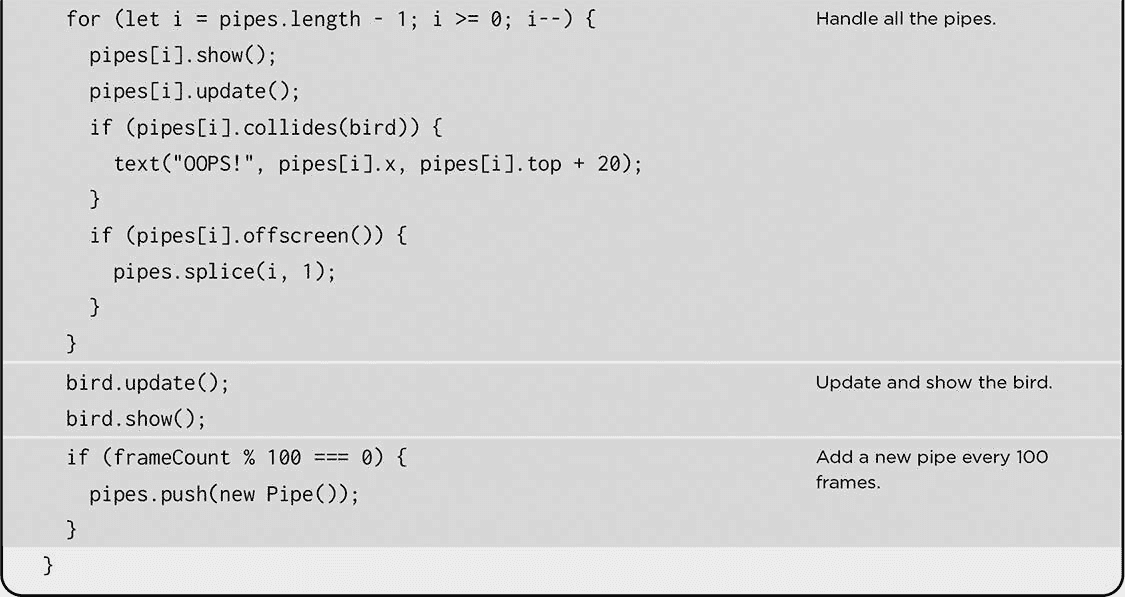 for (let i = pipes.length - 1; i >= 0; i--) {
Handle all the pipes.
pipes[i].show();
pipes[i].update();
if (pipes[i].collides(bird)) {
text("OOPS!", pipes[i].x, pipes[i].top + 20);
}
if (pipes[i].offscreen()) {
pipes.splice(i, 1);
}
}
bird.update();
Update and show the bird.
bird.show();
if (frameCount % 100 === 0) {
Add a new pipe every 100
frames.
pipes.push(new Pipe());
}
}